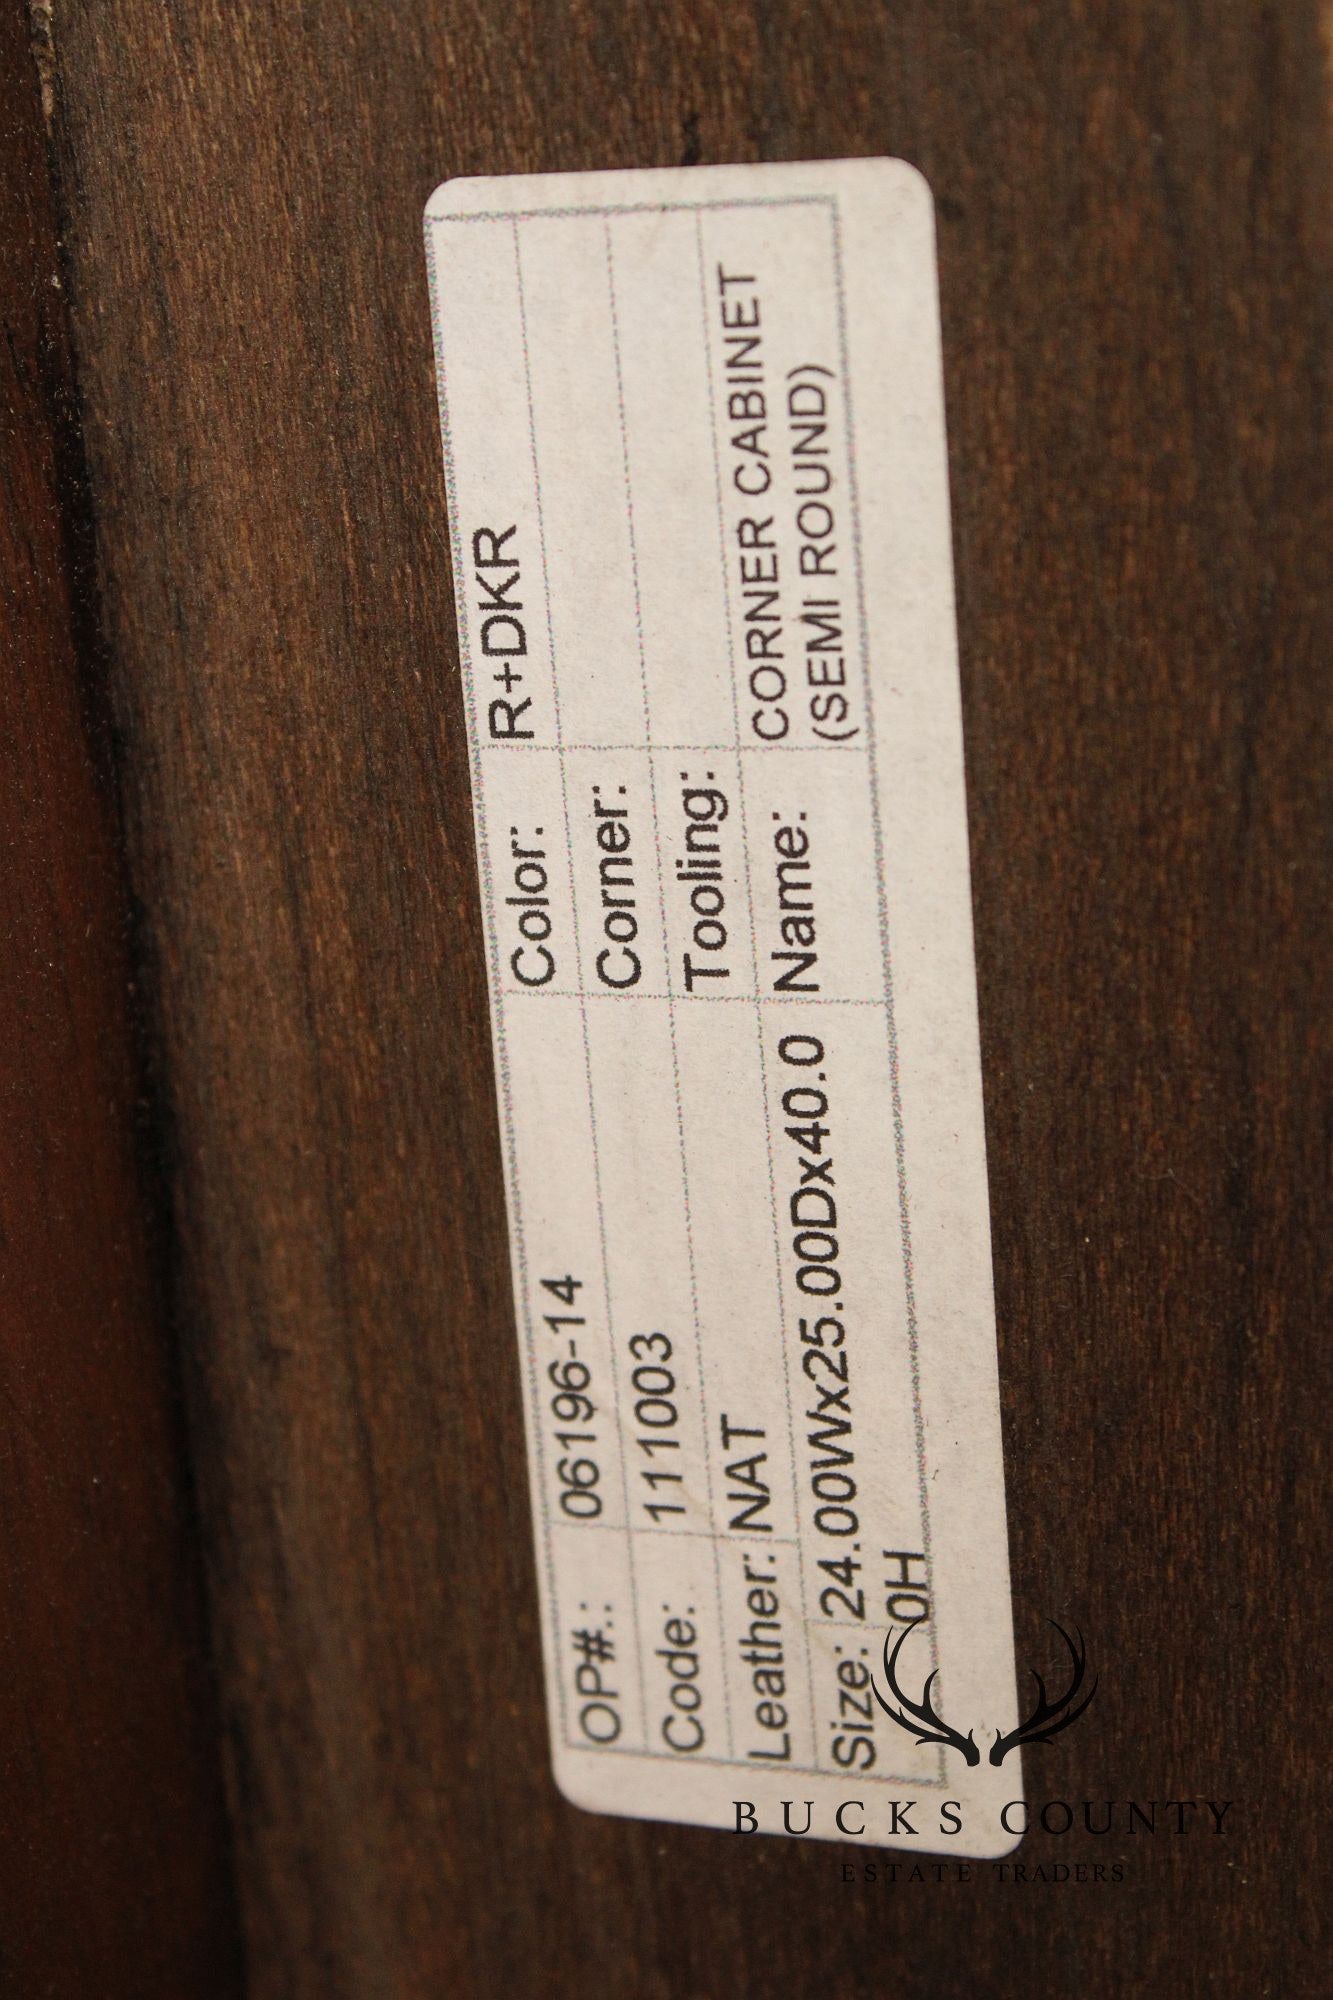 OP#.: 06196-14 Color: R+DKR
Code: 111003 Corner:
Leather: NAT Tooling:
Size: 24.00Wx25.00Dx40.0 Name: CORNER CABINET
0H (SEMI ROUND)
BUCKS COUNTY
ESTATE TRADERS